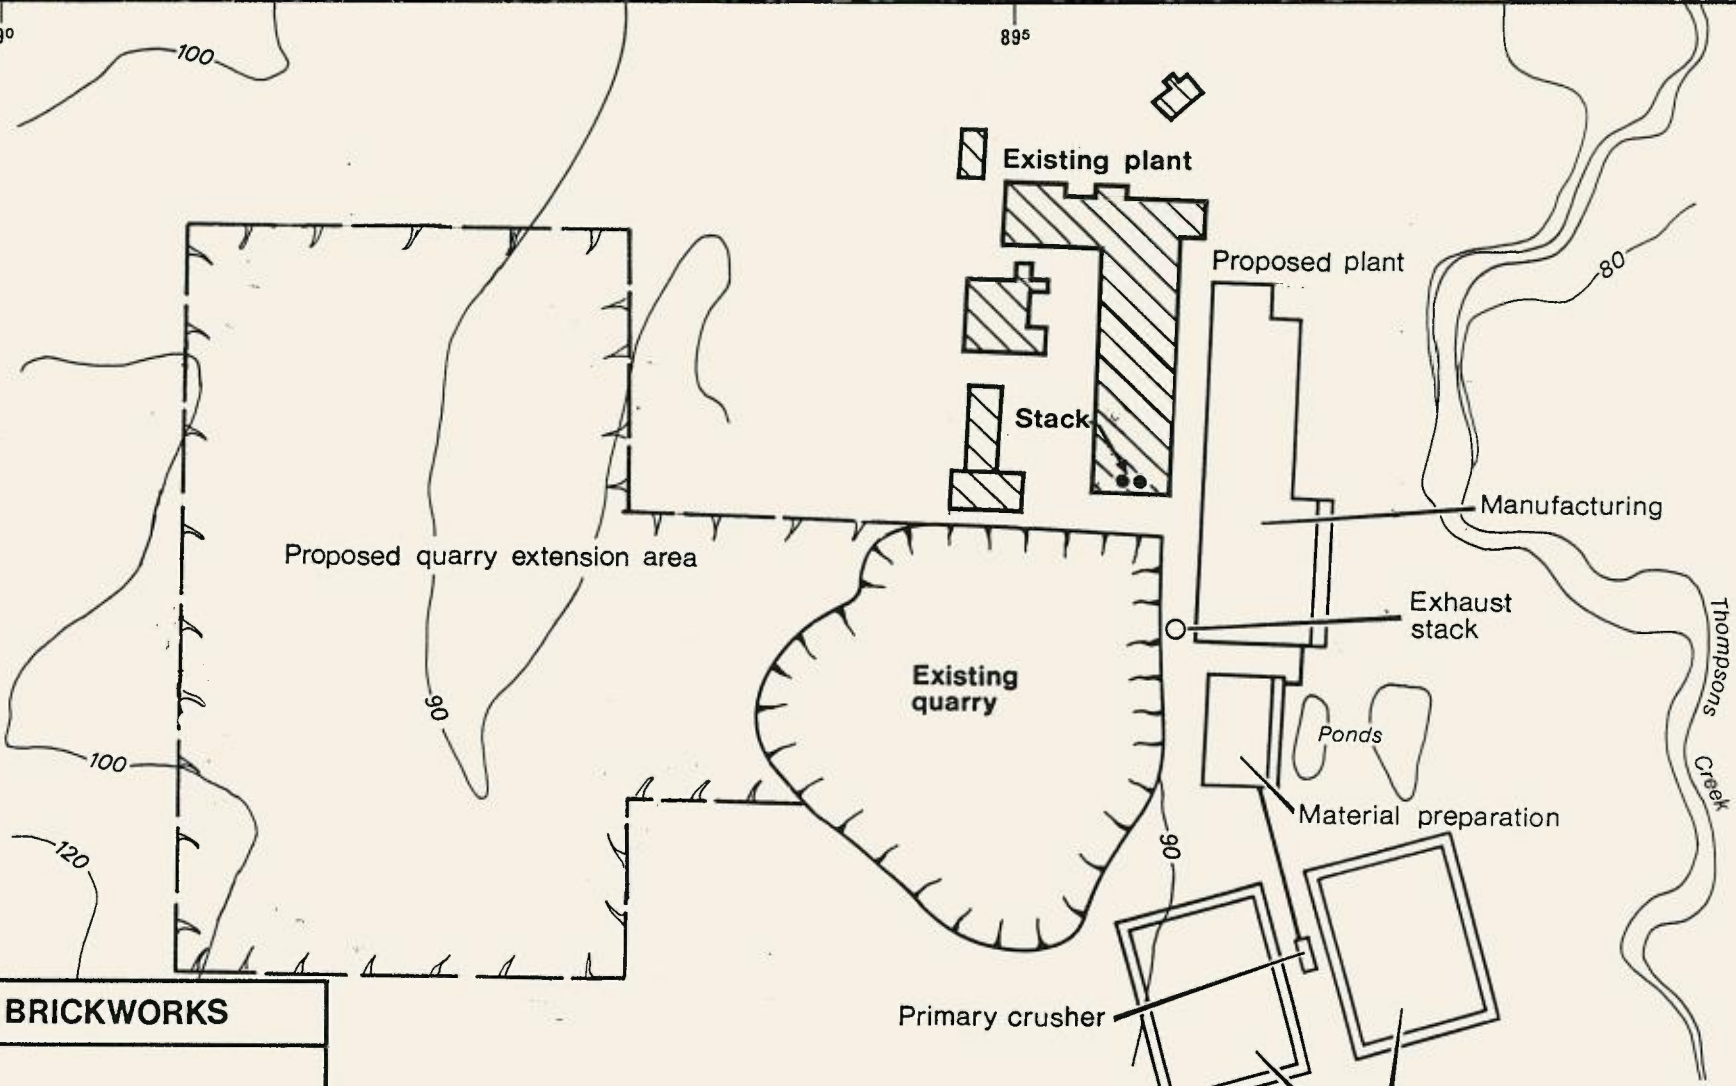 9⁰
89⁵
100
Existing plant
Proposed plant
80
Stack
Manufacturing
Proposed quarry extension area
Exhaust
stack
Existing
quarry
Thompsons
Creek
90
Ponds
100
Material preparation
120
90
Primary crusher
BRICKWORKS